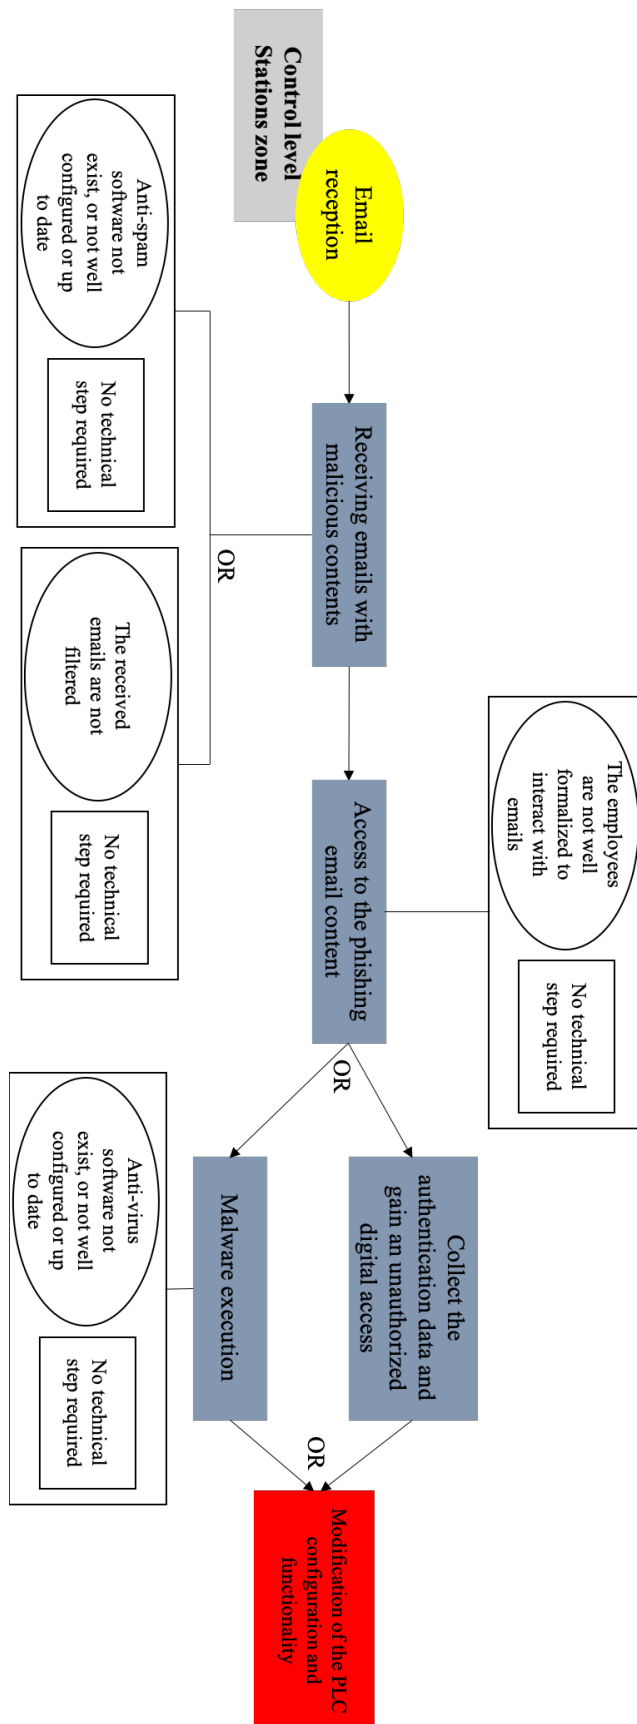 Control level
Stations zone
Email
reception
Receiving emails with
malicious contents
Access to the phishing
email content
OR
Collect the
authentication data and
gain an unauthorized
digital access
Malware execution
OR
Modification of the PLC
configuration and
functionality
The employees
are not well
formalized to
interact with
emails
No technical
step required
OR
Anti-spam
software not
exist, or not well
configured or up
to date
No technical
step required
The received
emails are not
filtered
No technical
step required
Anti-virus
software not
exist, or not well
configured or up
to date
No technical
step required